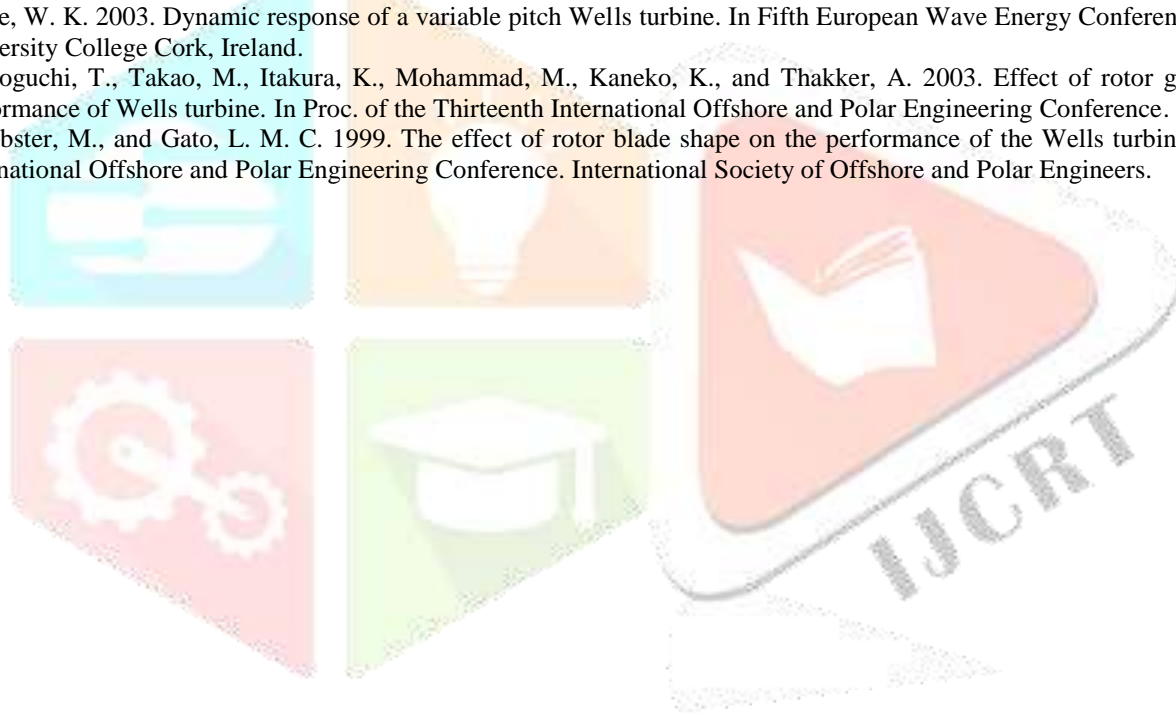 e, W. K. 2003. Dynamic response of a variable pitch Wells turbine. In Fifth European Wave Energy Conferen
ersity College Cork, Ireland.
oguchi, T., Takao, M., Itakura, K., Mohammad, M., Kaneko, K., and Thakker, A. 2003. Effect of rotor g
ormance of Wells turbine. In Proc. of the Thirteenth International Offshore and Polar Engineering Conference.
bster, M., and Gato, L. M. C. 1999. The effect of rotor blade shape on the performance of the Wells turbin
national Offshore and Polar Engineering Conference. International Society of Offshore and Polar Engineers.
IJCRT